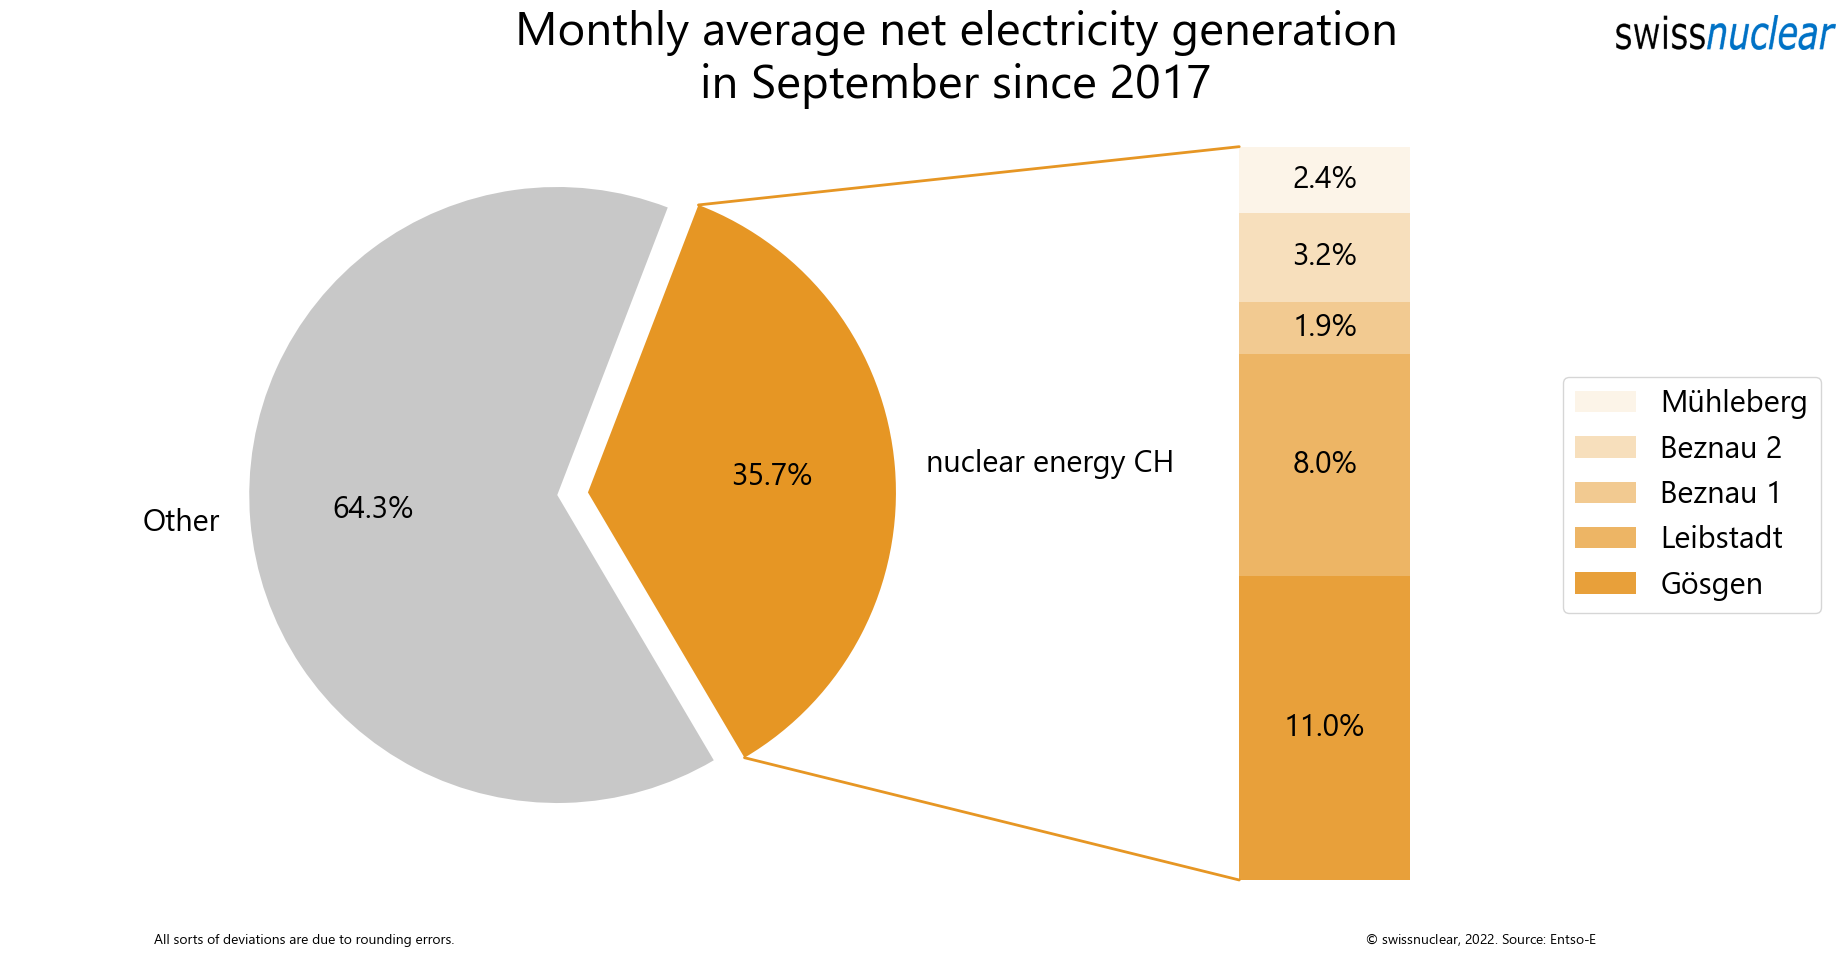 Monthly average net electricity generation
in September since 2017
swissnuclear
Other
64.3%
35.7%
nuclear energy CH
2.4%
3.2%
1.9%
8.0%
11.0%
Mühleberg
Beznau 2
Beznau 1
Leibstadt
Gösgen
All sorts of deviations are due to rounding errors.
© swissnuclear, 2022. Source: Entso-E